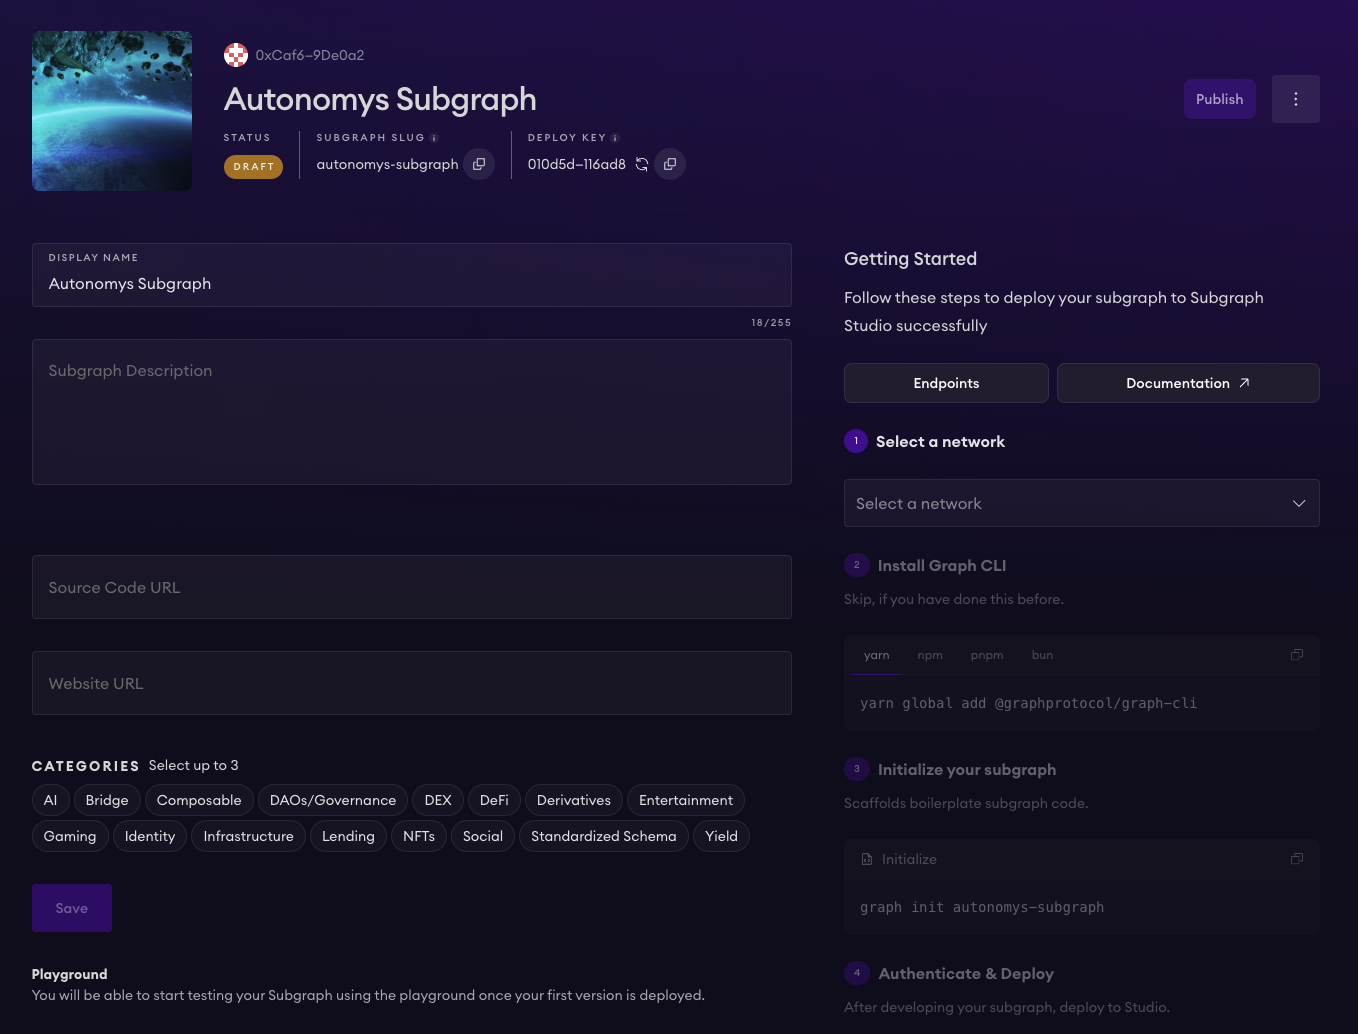 0xCaf6–9De0a2
Autonomys Subgraph
Publish
STATUS
DRAFT
SUBGRAPH SLUG
autonomys-subgraph
DEPLOY KEY
010d5d–116ad8
DISPLAY NAME
Autonomys Subgraph
18/255
Subgraph Description
Source Code URL
Website URL
CATEGORIES Select up to 3
AI Bridge Composable DAOs/Governance DEX DeFi Derivatives Entertainment
Gaming Identity Infrastructure Lending NFTs Social Standardized Schema Yield
Save
Playground
You will be able to start testing your Subgraph using the playground once your first version is deployed.
Getting Started
Follow these steps to deploy your subgraph to Subgraph
Studio successfully
Endpoints Documentation
1 Select a network
Select a network
2 Install Graph CLI
Skip, if you have done this before.
yarn npm pnpm bun
yarn global add @graphprotocol/graph-cli
3 Initialize your subgraph
Scaffolds boilerplate subgraph code.
Initialize
graph init autonomys-subgraph
4 Authenticate & Deploy
After developing your subgraph, deploy to Studio.